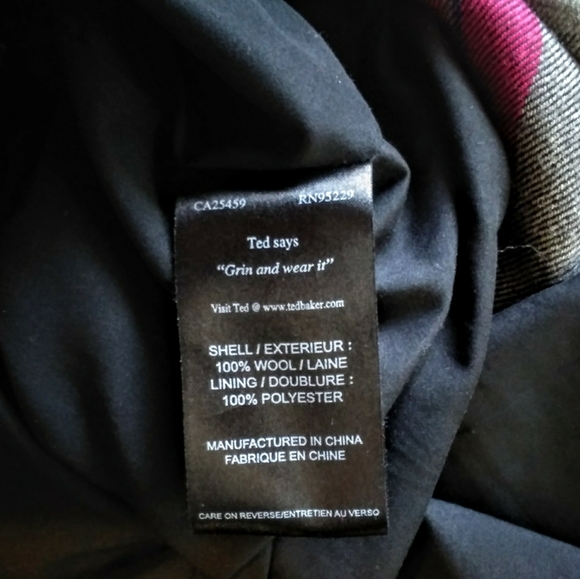 CA25459 RN95229
Ted says
“Grin and wear it”
Visit Ted @ www.tedbaker.com
SHELL / EXTERIEUR :
100% WOOL / LAINE
LINING / DOUBLURE :
100% POLYESTER
MANUFACTURED IN CHINA
FABRIQUE EN CHINE
CARE ON REVERSE/ENTRETIEN AU VERSO